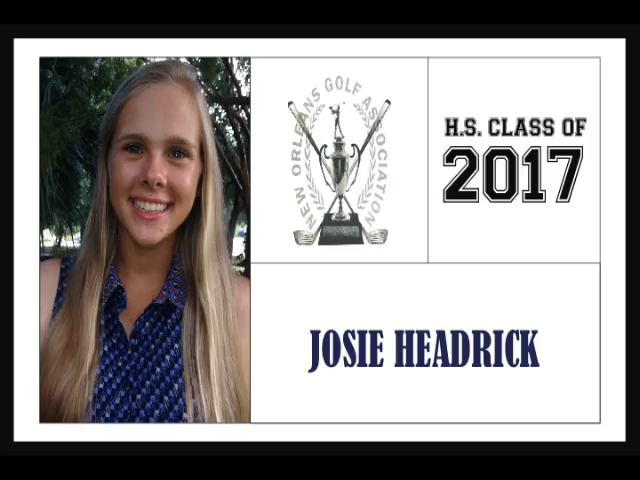 NEW ORLEANS GOLF ASSOCIATION
H.S. CLASS OF
2017
JOSIE HEADRICK